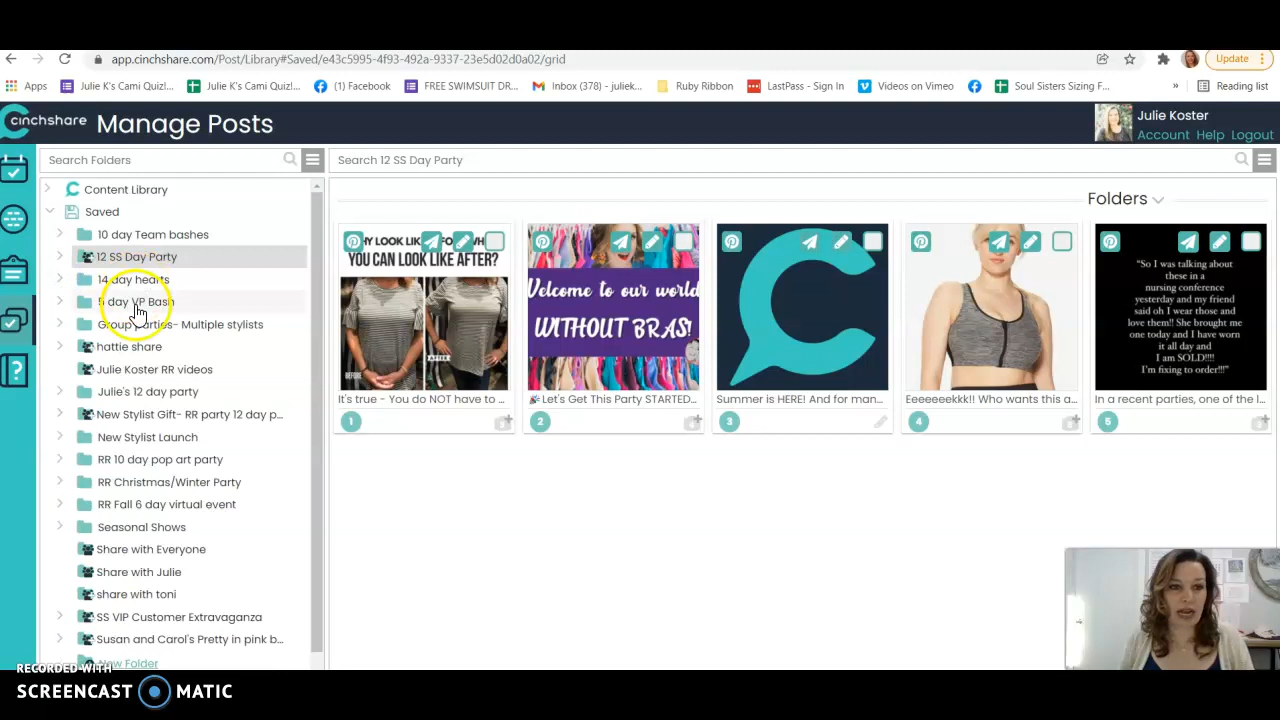 app.cinchshare.com/Post/Library#Saved/e43c5995-4f93-492a-9337-23e5d02d0a02/grid
Update
Apps
Julie K's Cami Quiz!...
Julie K's Cami Quiz!...
(1) Facebook
FREE SWIMSUIT DR...
Inbox (378) - juliek...
Ruby Ribbon
LastPass - Sign In
Videos on Vimeo
Soul Sisters Sizing F...
»
Reading list
cinchshare
Manage Posts
Julie Koster
Account Help Logout
Search Folders
Search 12 SS Day Party
Content Library
Saved
10 day Team bashes
12 SS Day Party
14 day hearts
5 day VP Bash
Group Parties- Multiple stylists
hattie share
Julie Koster RR videos
Julie's 12 day party
New Stylist Gift- RR party 12 day p...
New Stylist Launch
RR 10 day pop art party
RR Christmas/Winter Party
RR Fall 6 day virtual event
Seasonal Shows
Share with Everyone
Share with Julie
share with toni
SS VIP Customer Extravaganza
Susan and Carol's Pretty in pink b...
New Folder
Folders
WHY LOOK LIKE
YOU CAN LOOK LIKE AFTER?
BEFORE
AFTER
It's true - You do NOT have to ...
1
Welcome to our world
WITHOUT BRAS!
🎉 Let's Get This Party STARTED...
2
Summer is HERE! And for man...
3
Eeeeeeekkk!! Who wants this a...
4
"So I was talking about
these in a
nursing conference
yesterday and my friend
said oh I wear those and
love them!! She brought me
one today and I have worn
it all day and
I am SOLD!!!!
I'm fixing to order!!!"
In a recent parties, one of the l...
5
RECORDED WITH
SCREENCAST MATIC